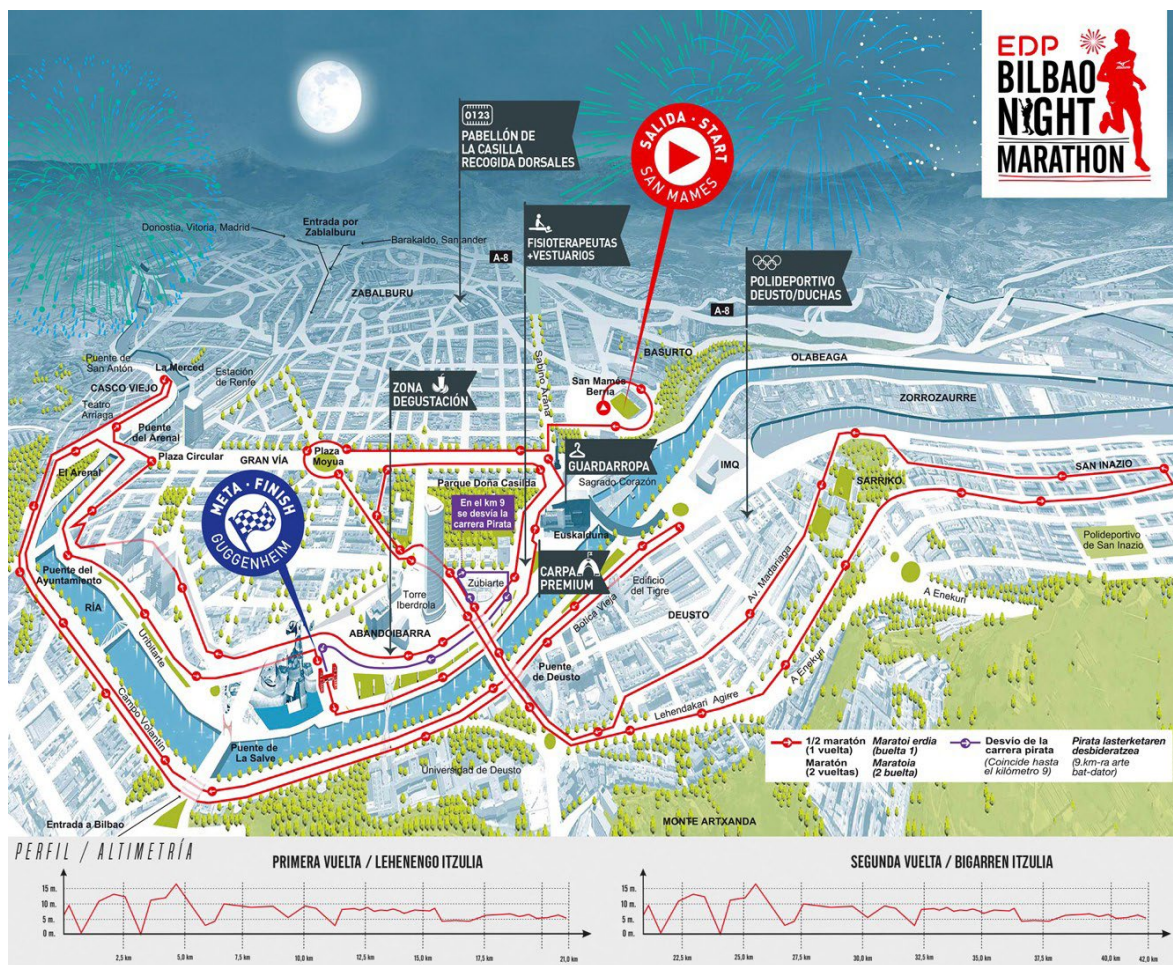 EDP
BILBAO
NIGHT
MARATHON
MIZUNO
SALIDA · START
SAN MAMES
0123
PABELLÓN DE
LA CASILLA
RECOGIDA DORSALES
FISIOTERAPEUTAS
+VESTUARIOS
POLIDEPORTIVO
DEUSTO/DUCHAS
Entrada por
Zablalburu
Donostia, Vitoria, Madrid
Barakaldo, Santander
A-8
A-8
ZABALBURU
BASURTO
OLABEAGA
ZORROZAURRE
Puente de
San Antón
La Merced
CASCO VIEJO
Estación
de Renfe
Teatro
Arriaga
Puente
del Arenal
El Arenal
Plaza Circular
GRAN VÍA
Plaza
Moyua
ZONA
DEGUSTACIÓN
Sabino Arana
San Mamés
Berria
GUARDARROPA
Sagrado Corazón
IMQ
SARRIKO
SAN INAZIO
Parque Doña Casilda
En el km 9
se desvía la
carrera Pirata
Euskalduna
Polideportivo
de San Inazio
META · FINISH
GUGGENHEIM
CARPA
PREMIUM
Zubiarte
Torre
Iberdrola
ABANDOIBARRA
Edificio
del Tigre
Botica Vieja
DEUSTO
Av. Madariaga
A Enekuri
A Enekuri
Puente del
Ayuntamiento
RÍA
Uribitarte
Campo Volantín
Puente
de Deusto
Lehendakari Agirre
Puente de
La Salve
Universidad de Deusto
Entrada a Bilbao
MONTE ARTXANDA
1/2 maratón
(1 vuelta)
Maratón
(2 vueltas)
Maratoi erdia
(buelta 1)
Maratoia
(2 buelta)
Desvío de la
carrera pirata
(Coincide hasta
el kilómetro 9)
Pirata lasterketaren
desbideratzea
(9.km-ra arte
bat-dator)
PERFIL / ALTIMETRÍA
PRIMERA VUELTA / LEHENENGO ITZULIA
15 m.
10 m.
5 m.
0 m.
2,5 km 5,0 km 7,5 km 10,0 km 12,5 km 15,0 km 17,5 km 21,0 km
SEGUNDA VUELTA / BIGARREN ITZULIA
15 m.
10 m.
5 m.
0 m.
22,5 km 25,0 km 27,5 km 30,0 km 32,5 km 35,0 km 37,5 km 40,0 km 42,0 km